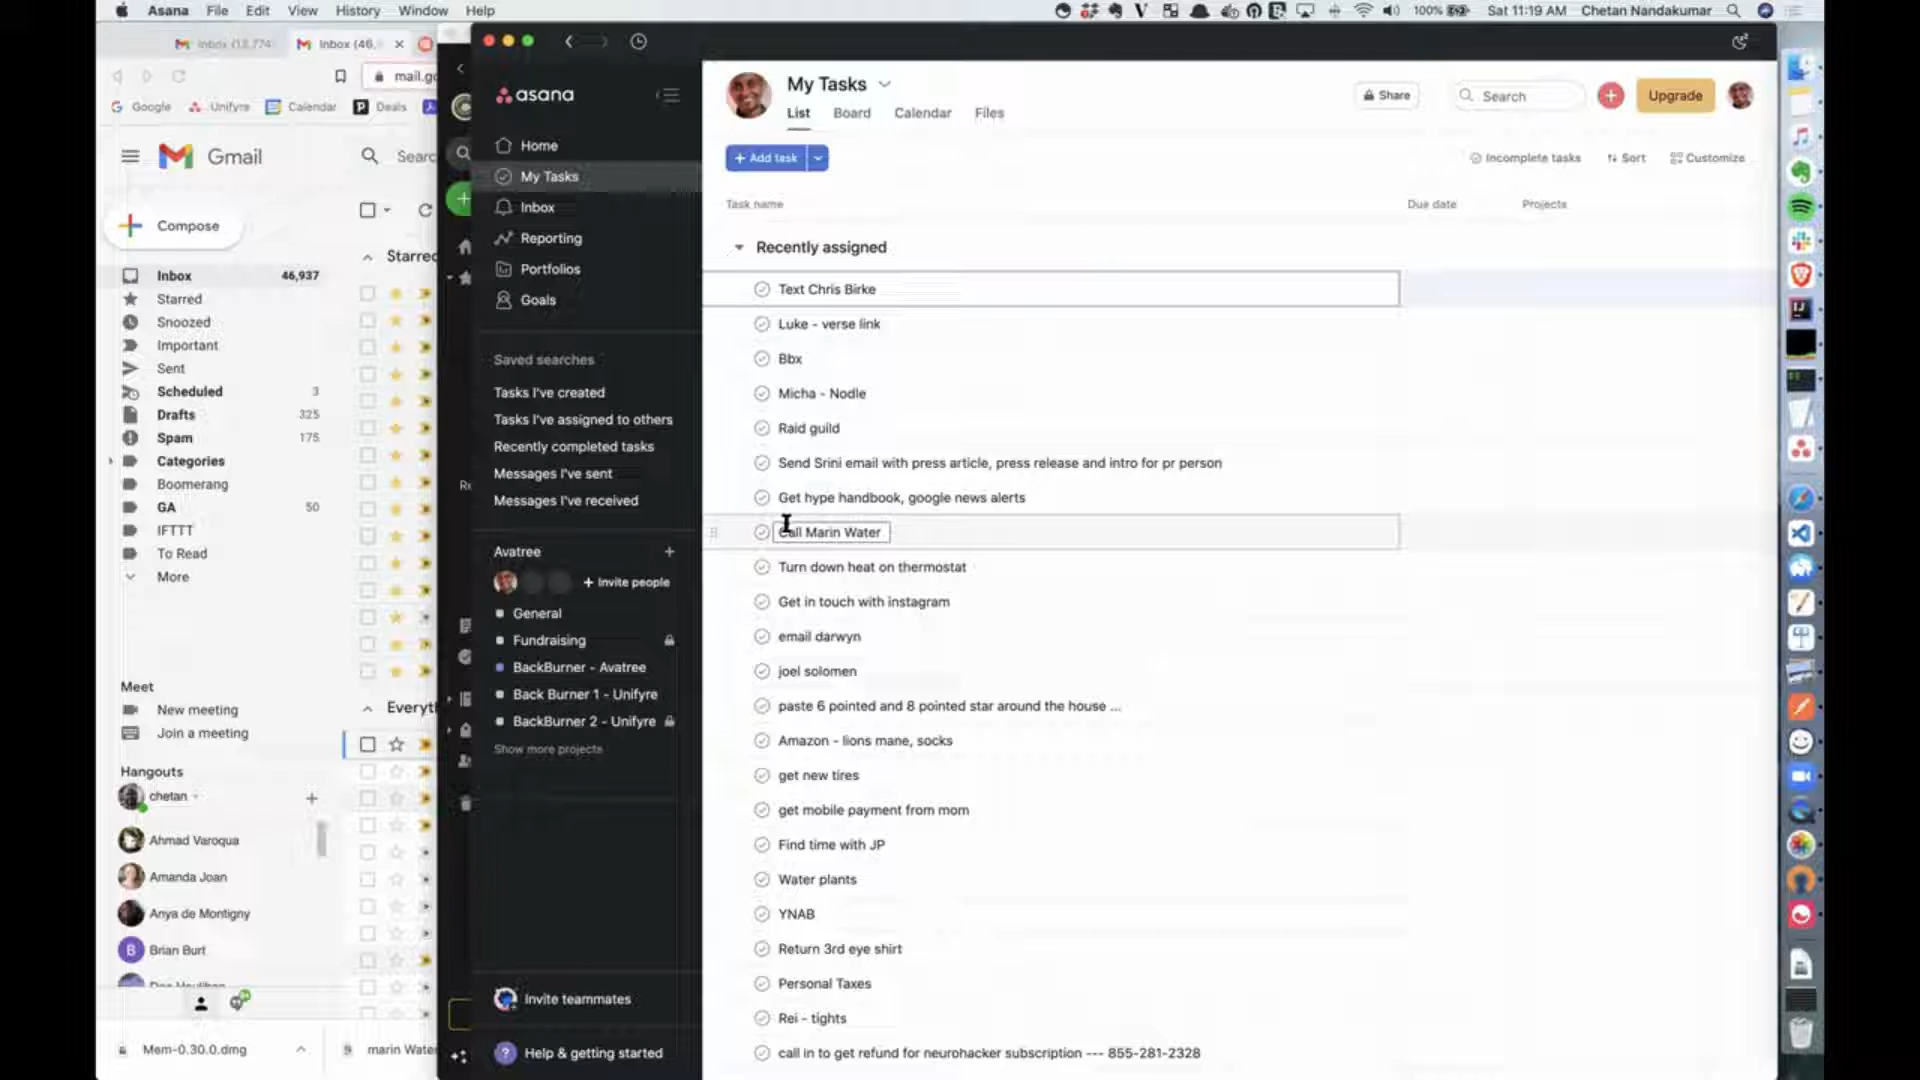 Asana File Edit View History Window Help
100% Sat 11:19 AM Chetan Nandakumar
Inbox (46,
mail.go
Google Unifyre Calendar Deals
Gmail
Searc
Compose
Starred
Inbox 46,937
Starred
Snoozed
Important
Sent
Scheduled 3
Drafts 325
Spam 175
Categories
Boomerang
GA 50
IFTTT
To Read
More
Meet
New meeting
Join a meeting
Everyth
Hangouts
chetan
Ahmad Varoqua
Amanda Joan
Anya de Montigny
B Brian Burt
Mem-0.30.0.dmg
marin Wate
asana
Home
My Tasks
Inbox
Reporting
Portfolios
Goals
Saved searches
Tasks I've created
Tasks I've assigned to others
Recently completed tasks
Messages I've sent
Messages I've received
Avatree +
+ Invite people
General
Fundraising
BackBurner - Avatree
Back Burner 1 - Unifyre
BackBurner 2 - Unifyre
Show more projects
Invite teammates
? Help & getting started
My Tasks
List Board Calendar Files
Share Search Upgrade
+ Add task
Incomplete tasks Sort Customize
Task name Due date Projects
Recently assigned
Text Chris Birke
Luke - verse link
Bbx
Micha - Nodle
Raid guild
Send Srini email with press article, press release and intro for pr person
Get hype handbook, google news alerts
Call Marin Water
Turn down heat on thermostat
Get in touch with instagram
email darwyn
joel solomen
paste 6 pointed and 8 pointed star around the house ...
Amazon - lions mane, socks
get new tires
get mobile payment from mom
Find time with JP
Water plants
YNAB
Return 3rd eye shirt
Personal Taxes
Rei - tights
call in to get refund for neurohacker subscription --- 855-281-2328